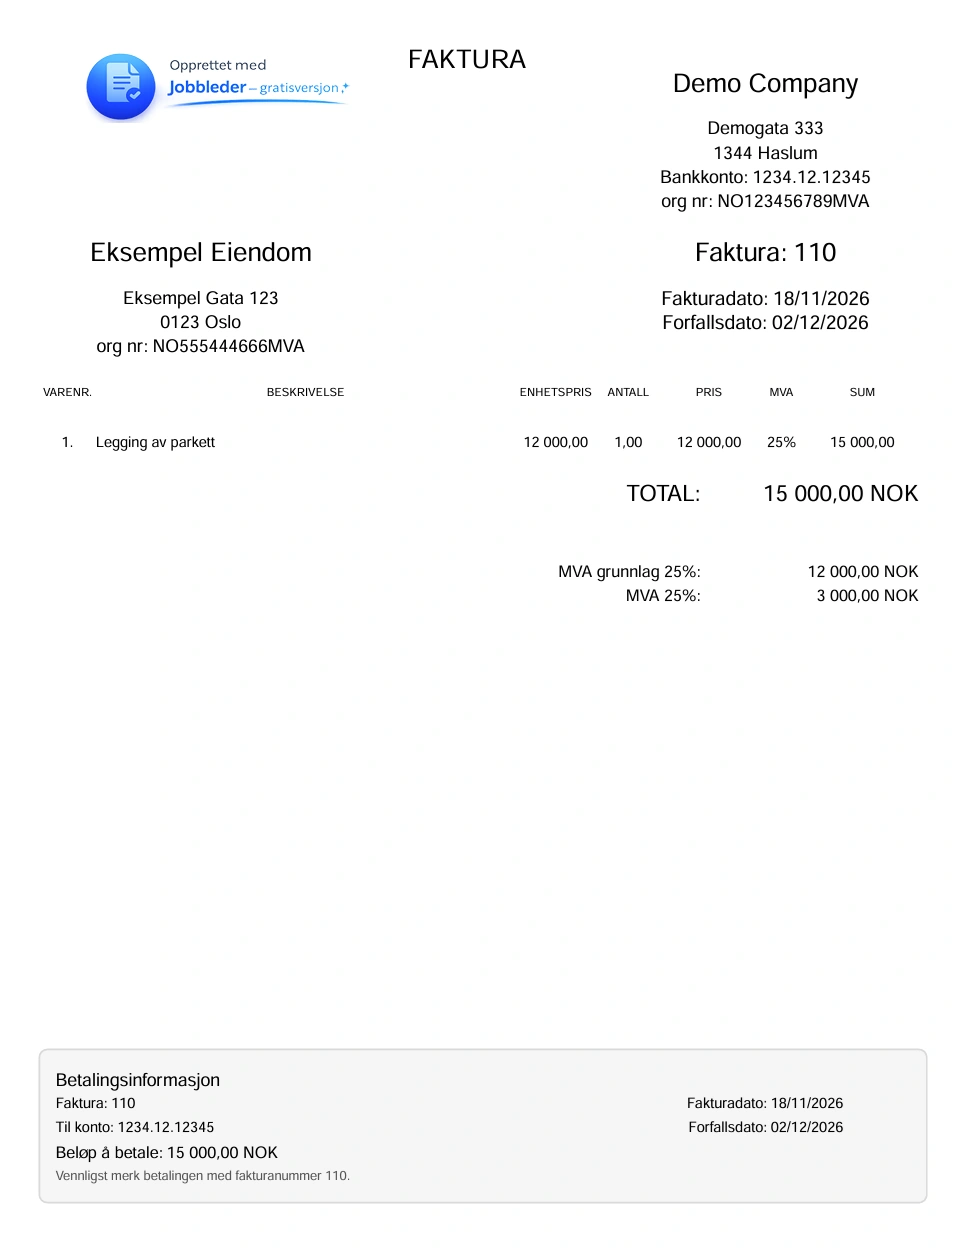 FAKTURA
Opprettet med
Jobbleder – gratisversjon
Demo Company
Demogata 333
1344 Haslum
Bankkonto: 1234.12.12345
org nr: NO123456789MVA
Eksempel Eiendom
Eksempel Gata 123
0123 Oslo
org nr: NO555444666MVA
Faktura: 110
Fakturadato: 18/11/2026
Forfallsdato: 02/12/2026
VARENR. BESKRIVELSE ENHETSPRIS ANTALL PRIS MVA SUM
1. Legging av parkett 12 000,00 1,00 12 000,00 25% 15 000,00
TOTAL: 15 000,00 NOK
MVA grunnlag 25%: 12 000,00 NOK
MVA 25%: 3 000,00 NOK
Betalingsinformasjon
Faktura: 110 Fakturadato: 18/11/2026
Til konto: 1234.12.12345 Forfallsdato: 02/12/2026
Beløp å betale: 15 000,00 NOK
Vennligst merk betalingen med fakturanummer 110.